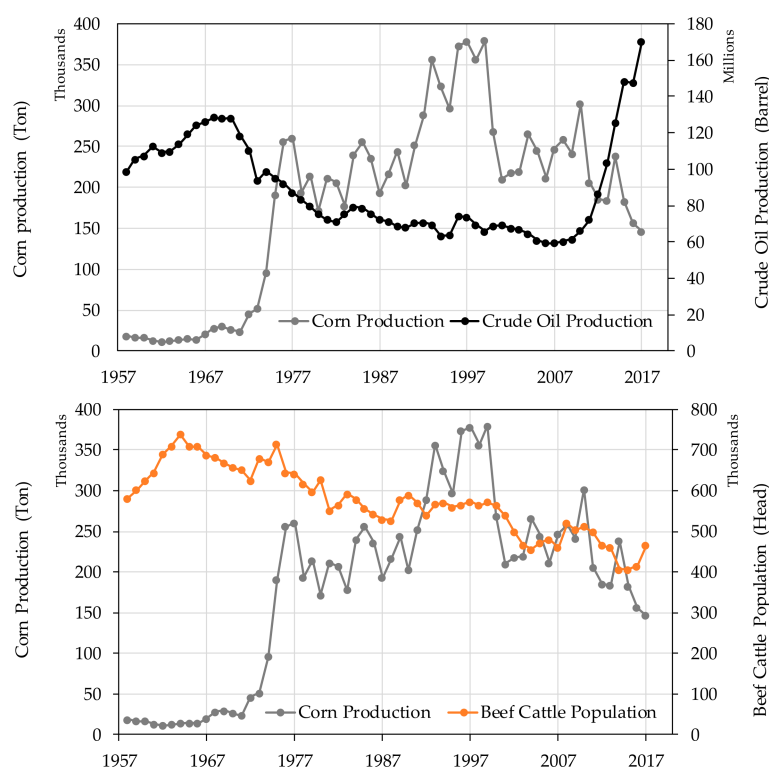 400
350
300
250
200
150
100
50
0
Thousands
Corn production (Ton)
180
160
140
120
100
80
60
40
20
0
Millions
Crude Oil Production (Barrel)
Corn Production
Crude Oil Production
1957 1967 1977 1987 1997 2007 2017
400
350
300
250
200
150
100
50
0
Thousands
Corn Production (Ton)
800
700
600
500
400
300
200
100
0
Thousands
Beef Cattle Population (Head)
Corn Production
Beef Cattle Population
1957 1967 1977 1987 1997 2007 2017